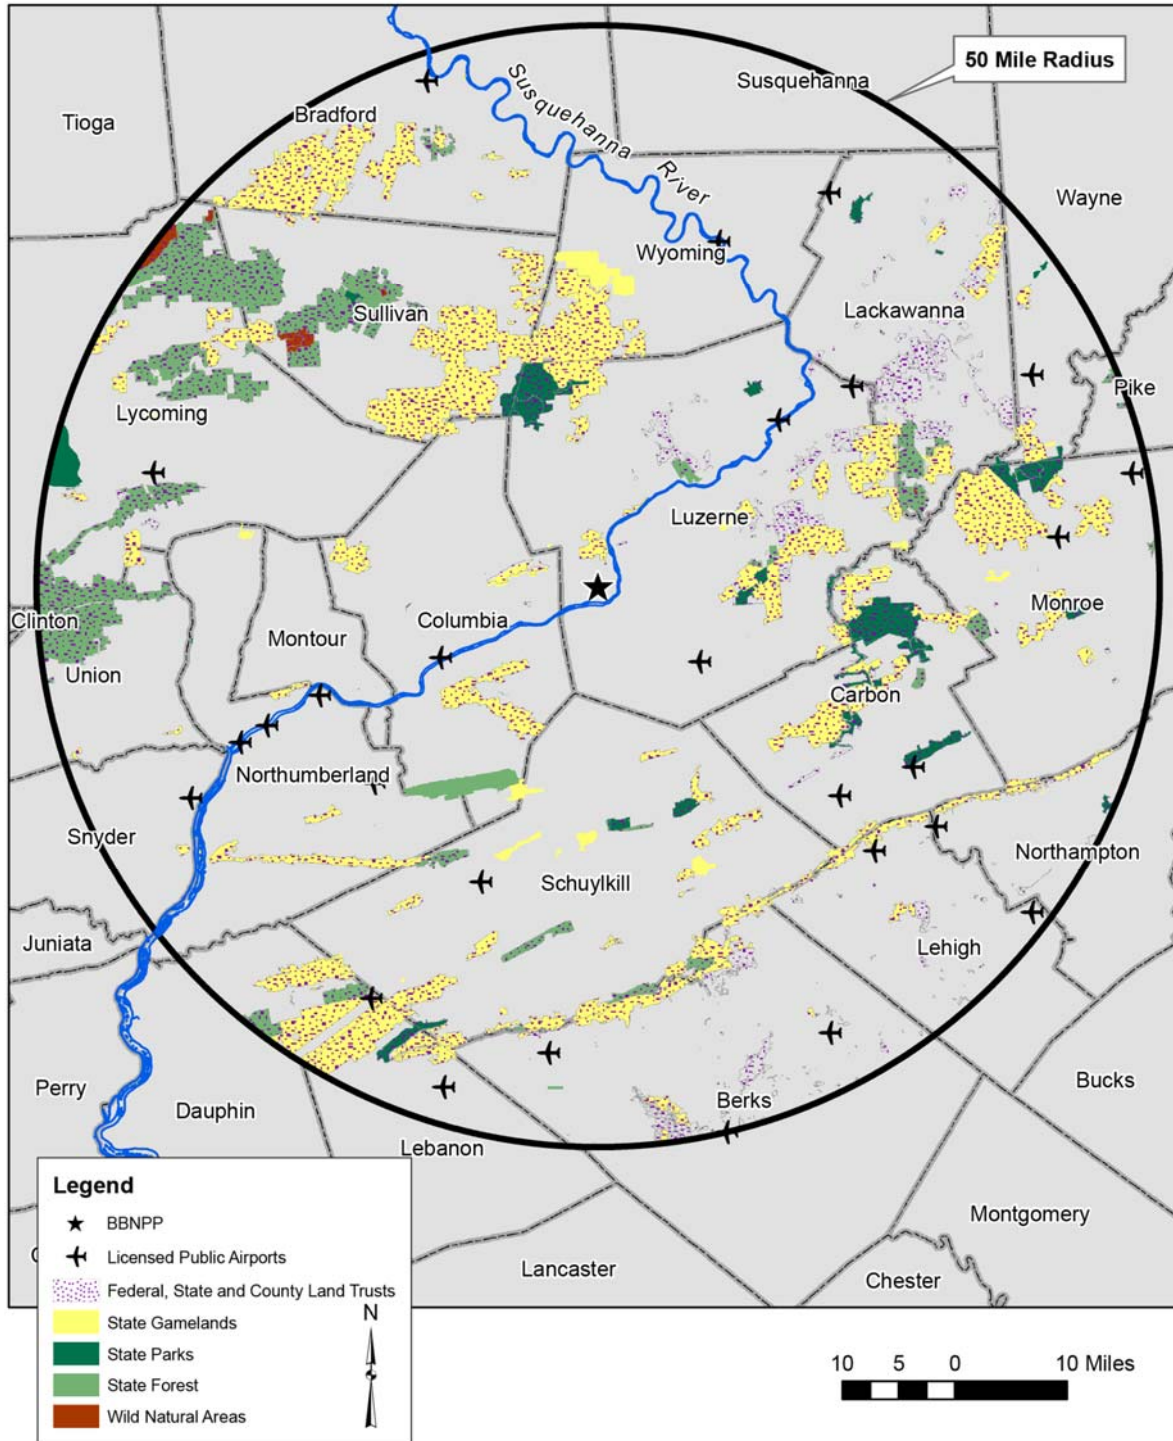 50 Mile Radius
Susquehanna
Bradford
Tioga
Susquehanna River
Wayne
Wyoming
Lackawanna
Sullivan
Pike
Lycoming
Luzerne
Clinton
Columbia
Monroe
Montour
Union
Carbon
Northumberland
Snyder
Northampton
Schuylkill
Juniata
Lehigh
Perry
Bucks
Dauphin
Berks
Lebanon
Montgomery
Lancaster
Chester
Legend
BBNPP
Licensed Public Airports
Federal, State and County Land Trusts
N
State Gamelands
State Parks
State Forest
Wild Natural Areas
10 5 0 10 Miles